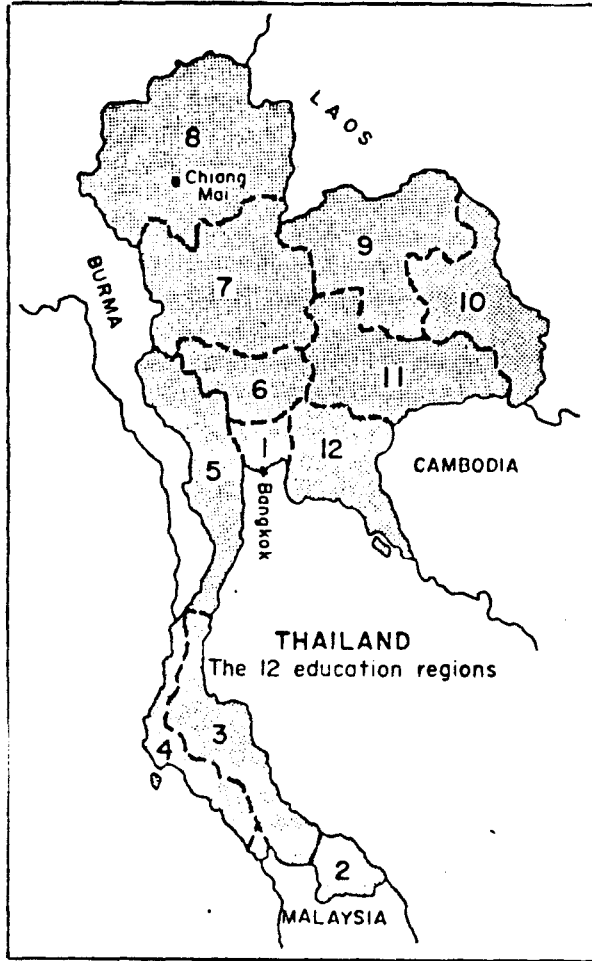 LAOS
8
Chiang
Mai
9
BURMA
7
10
6
11
1
12
5
CAMBODIA
Bangkok
THAILAND
The 12 education regions
3
4
2
MALAYSIA